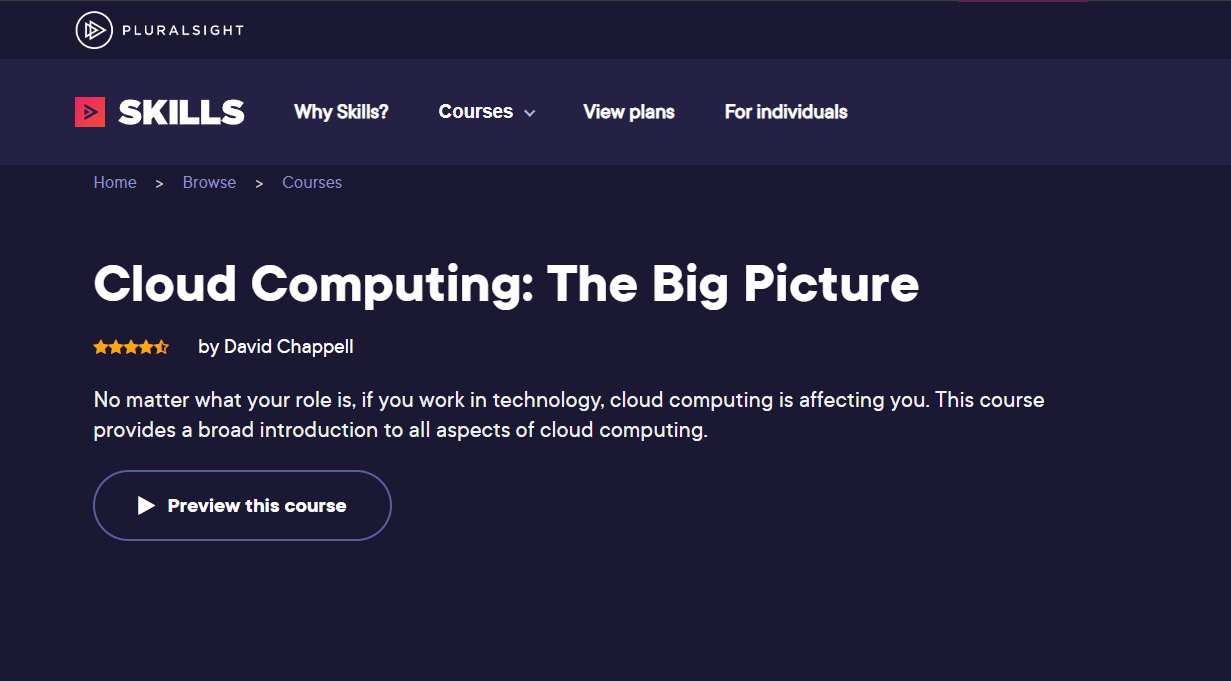 PLURALSIGHT
SKILLS Why Skills? Courses View plans For individuals
Home > Browse > Courses
Cloud Computing: The Big Picture
by David Chappell
No matter what your role is, if you work in technology, cloud computing is affecting you. This course
provides a broad introduction to all aspects of cloud computing.
Preview this course